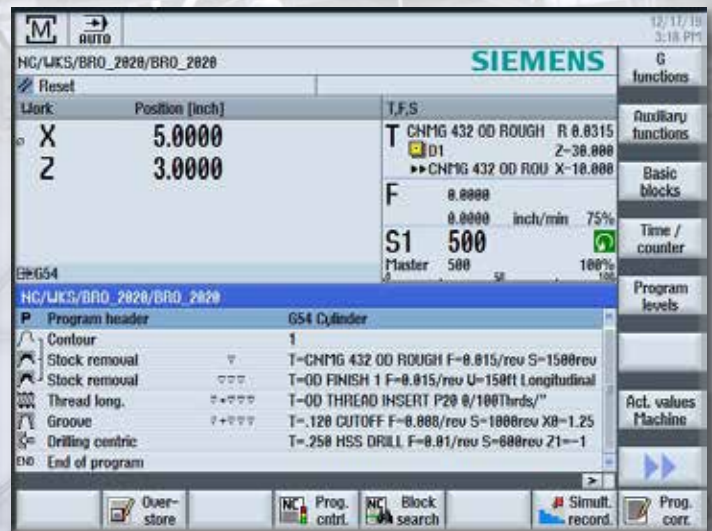 M
AUTO
12/17/19
3:18 PM
NC/WKS/BRO_2020/BRO_2020
SIEMENS
Reset
Work Position [inch]
T,F,S
X 5.0000
Z 3.0000
T CNMG 432 OD ROUGH R 0.0315
D1 Z-30.000
▸▸CNMG 432 OD ROU X-10.000
F 0.0000
0.0000 inch/min 75%
S1 500
Master 500 100%
0 50 100
G54
G functions
Auxiliary functions
Basic blocks
Time / counter
Program levels
Act. values Machine
NC/WKS/BRO_2020/BRO_2020
P Program header G54 Cylinder
Contour 1
Stock removal ▽ T=CNMG 432 OD ROUGH F=0.015/rev S=1500rev
Stock removal ▽▽▽ T=OD FINISH 1 F=0.015/rev U=150ft Longitudinal
Thread long. ▽+▽▽▽ T=OD THREAD INSERT P20 0/100Thrds/"
Groove ▽+▽▽▽ T=.120 CUTOFF F=0.008/rev S=1000rev X0=1.25
Drilling centric T=.250 HSS DRILL F=0.01/rev S=600rev Z1=-1
END End of program
>
Over-store
NC Prog. cntrl.
NC Block search
Simult. record.
Prog. corr.